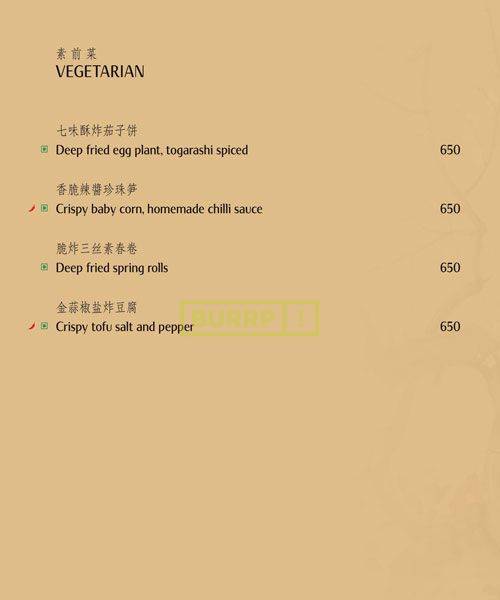 素前菜
VEGETARIAN
七味酥炸茄子饼
Deep fried egg plant, togarashi spiced 650
香脆辣醬珍珠笋
Crispy baby corn, homemade chilli sauce 650
脆炸三丝素春卷
Deep fried spring rolls 650
金蒜椒盐炸豆腐
Crispy tofu salt and pepper 650
BURRP!